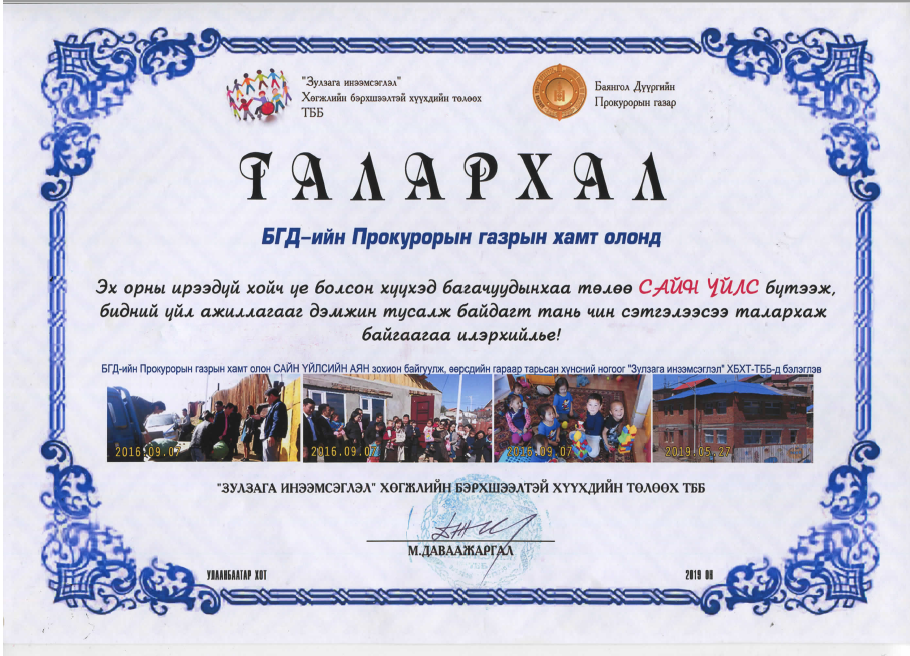 "Зулзага инээмсэглэл"
Хөгжлийн бэрхшээлтэй хүүхдийн төлөөх
ТББ
Баянгол Дүүргийн
Прокурорын газар
ТАЛАРХАЛ
БГД-ийн Прокурорын газрын хамт олонд
Эх орны ирээдүй хойч үе болсон хүүхэд багачуудынхаа төлөө САЙН ҮЙЛС бүтээж,
бидний үйл ажиллагааг дэмжин тусалж байдагт тань чин сэтгэлээсээ талархаж
байгаагаа илэрхийлье!
БГД-ийн Прокурорын газрын хамт олон САЙН ҮЙЛСИЙН АЯН зохион байгуулж, өөрсдийн гараар тарьсан хүнсний ногоог "Зулзага инээмсэглэл" ХБХТ-ТББ-д бэлэглэв
2016.09.07
2016.09.07
2016.09.07
2019.05.27
"ЗУЛЗАГА ИНЭЭМСЭГЛЭЛ" ХӨГЖЛИЙН БЭРХШЭЭЛТЭЙ ХҮҮХДИЙН ТӨЛӨӨХ ТББ
М.ДАВААЖАРГАЛ
УЛААНБААТАР ХОТ
2019 ОН